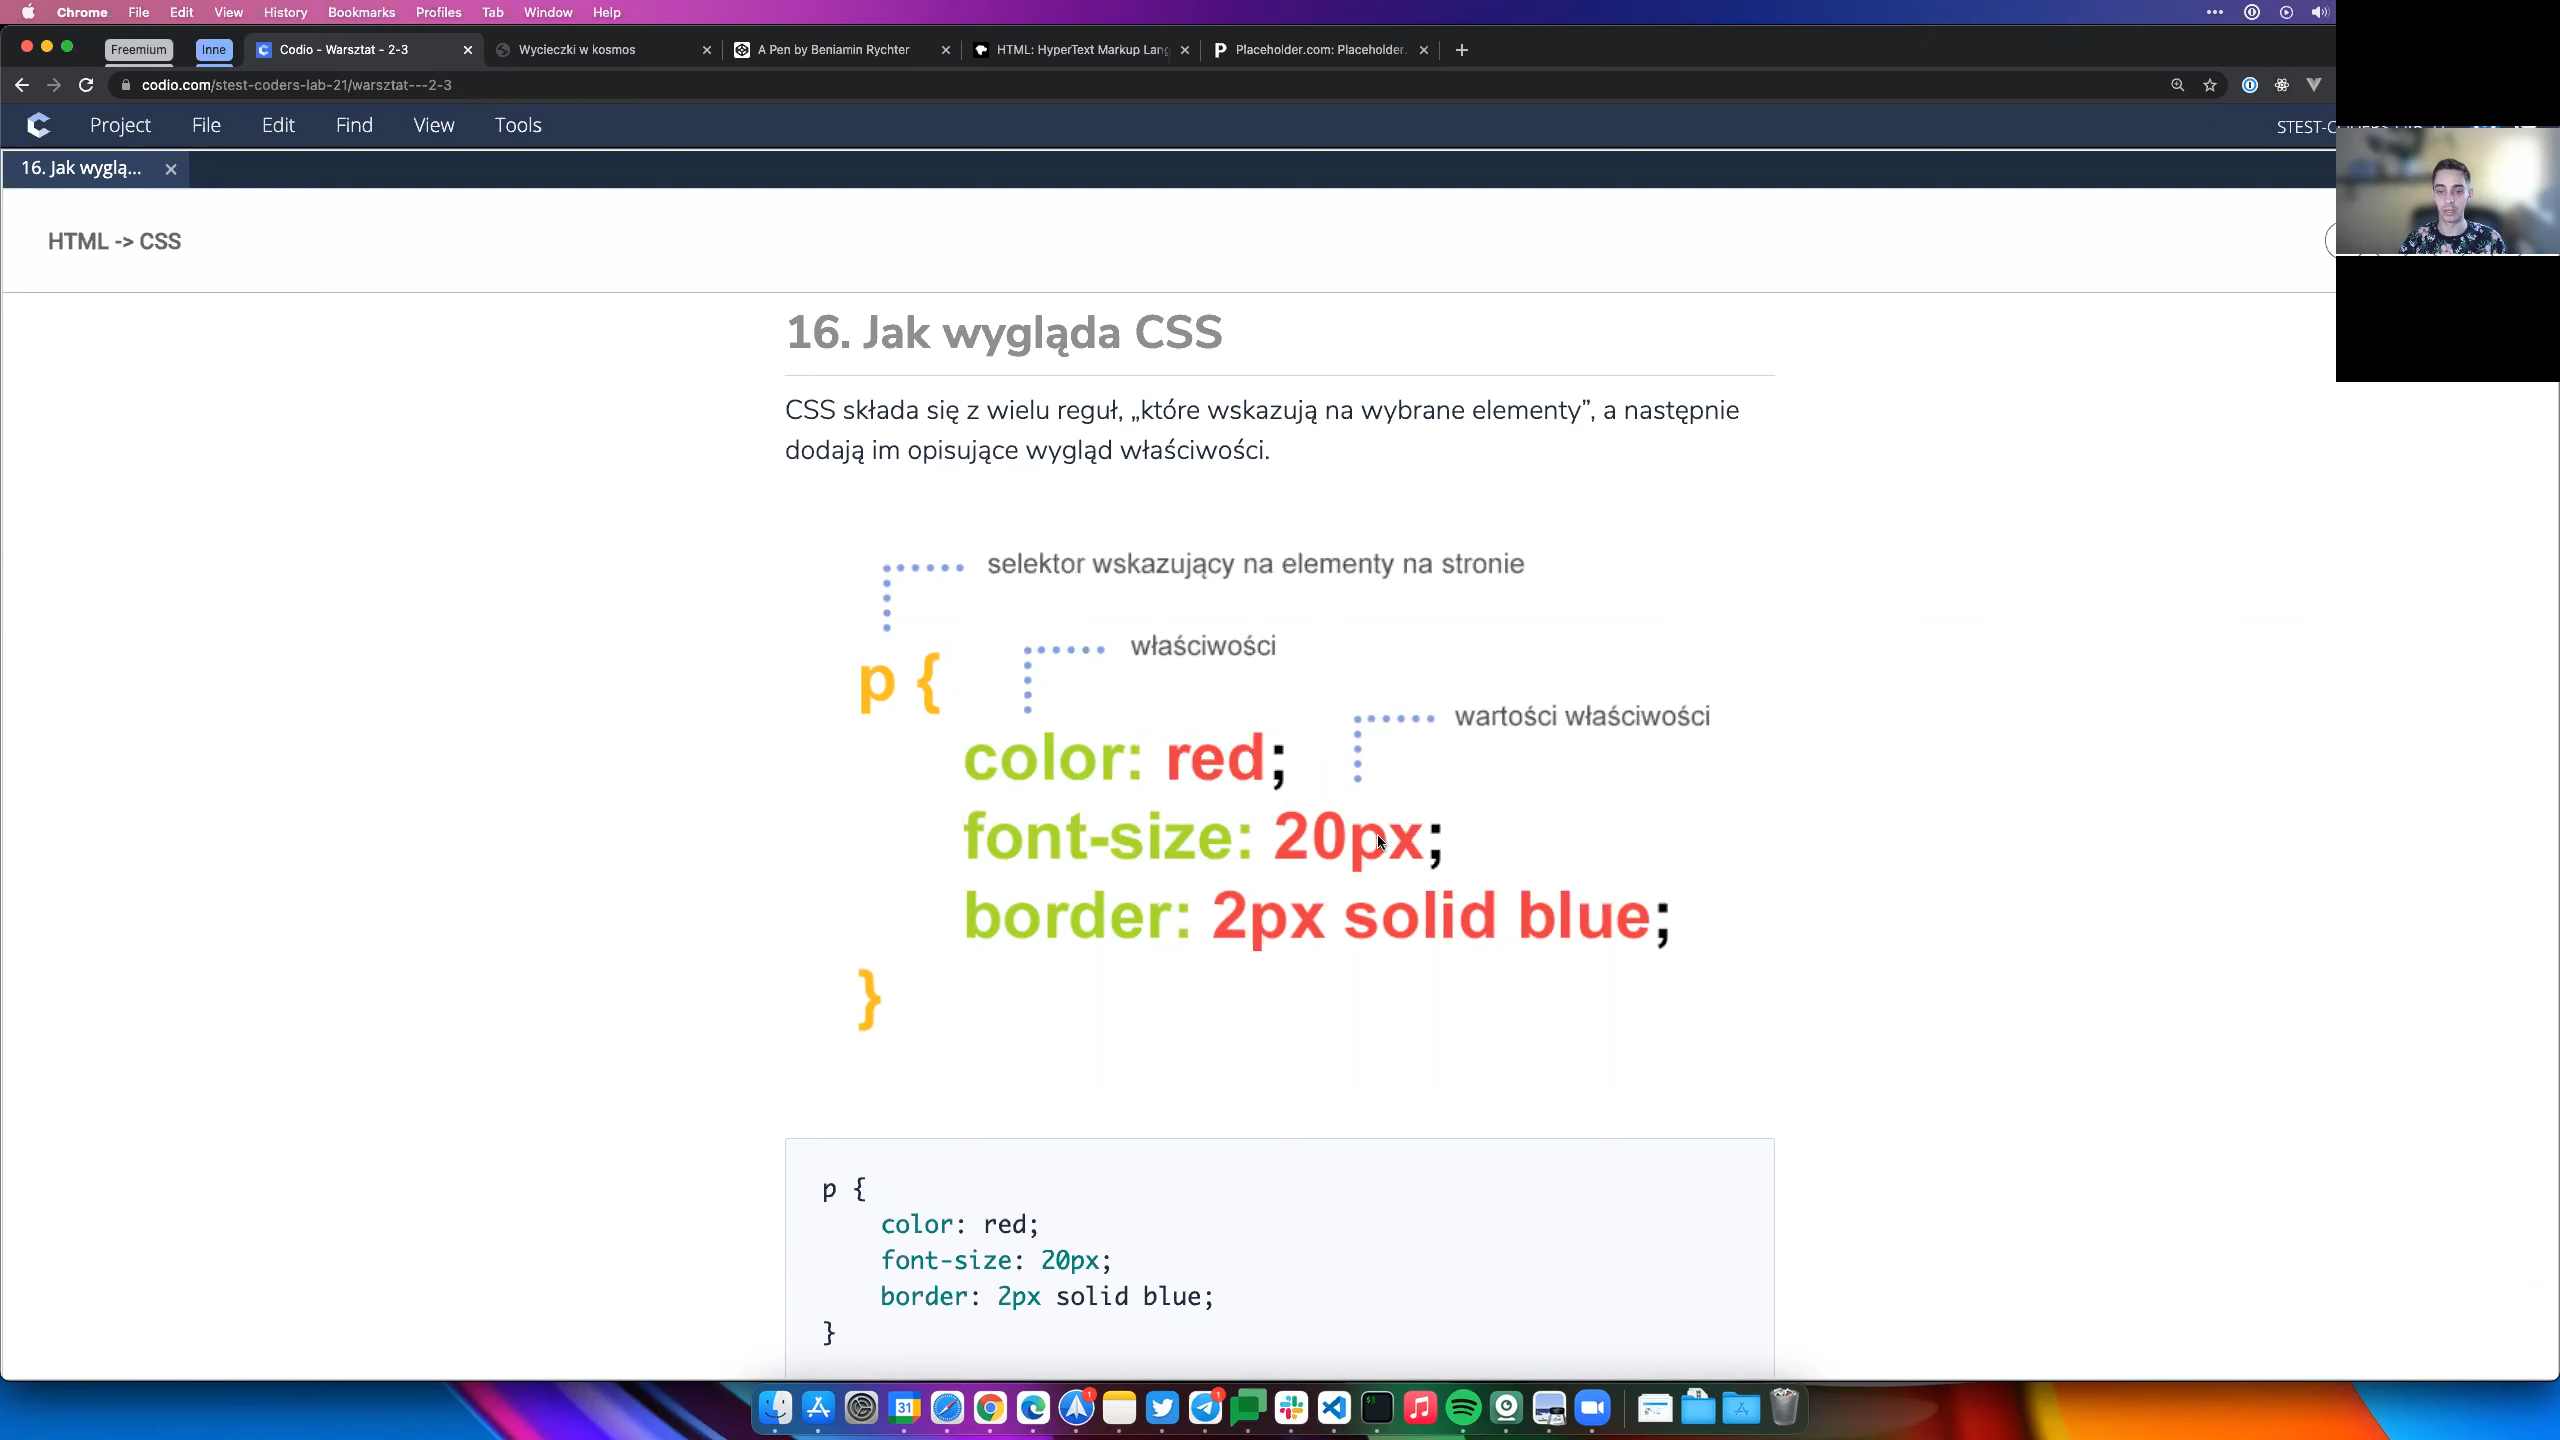 Chrome File Edit View History Bookmarks Profiles Tab Window Help
Freemium Inne Codio - Warsztat - 2-3 Wycieczki w kosmos A Pen by Beniamin Rychter HTML: HyperText Markup Lang Placeholder.com: Placeholder.
codio.com/stest-coders-lab-21/warsztat---2-3
Project File Edit Find View Tools
16. Jak wyglą...
HTML -> CSS
16. Jak wygląda CSS
CSS składa się z wielu reguł, „które wskazują na wybrane elementy”, a następnie
dodają im opisujące wygląd właściwości.
selektor wskazujący na elementy na stronie
właściwości
p {
wartości właściwości
color: red;
font-size: 20px;
border: 2px solid blue;
}
p {
color: red;
font-size: 20px;
border: 2px solid blue;
}
31
1
1